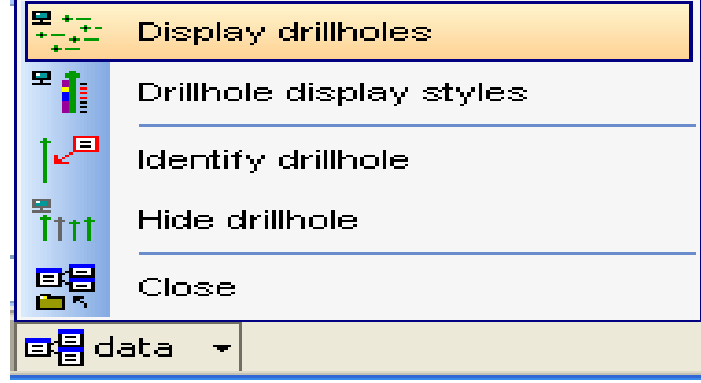 Display drillholes
Drillhole display styles
Identify drillhole
Hide drillhole
Close
data